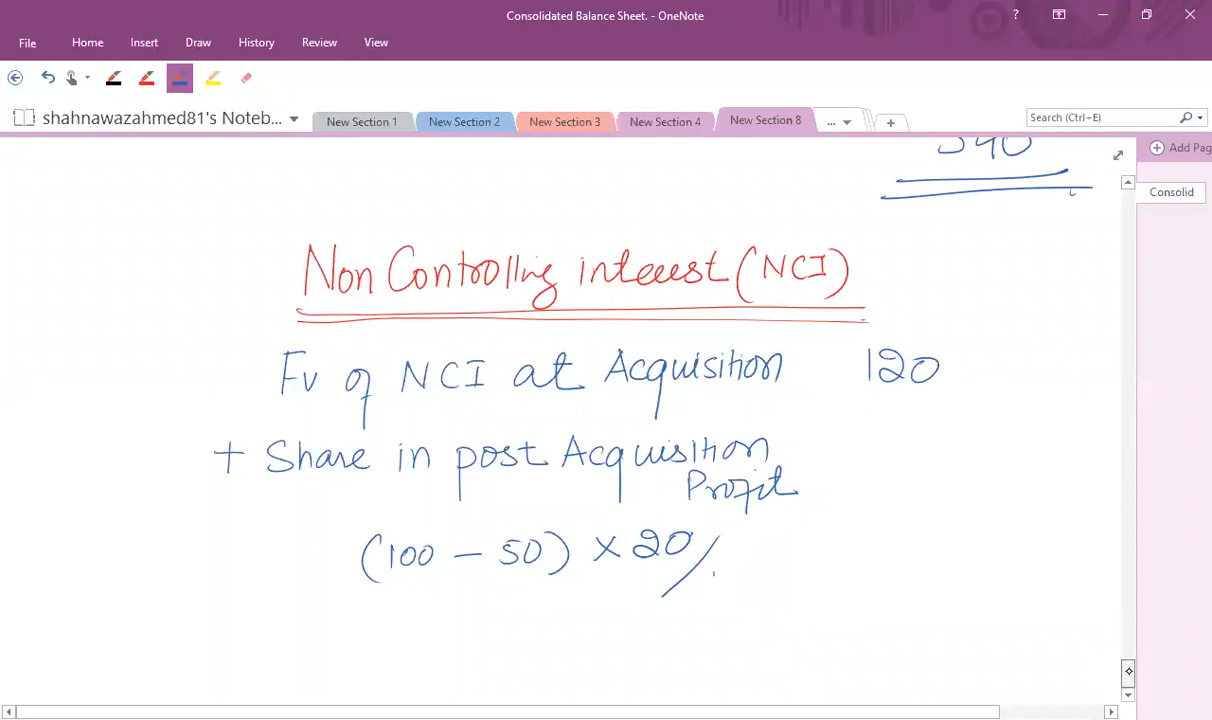 Consolidated Balance Sheet. - OneNote
?
File Home Insert Draw History Review View
shahnawazahmed81's Noteb...
New Section 1 New Section 2 New Section 3 New Section 4 New Section 8 ... +
Search (Ctrl+E)
Add Pag
Consolid
Non Controlling interest (NCI)
Fv of NCI at Acquisition 120
+ Share in post Acquisition
Profit
(100 - 50) × 20%